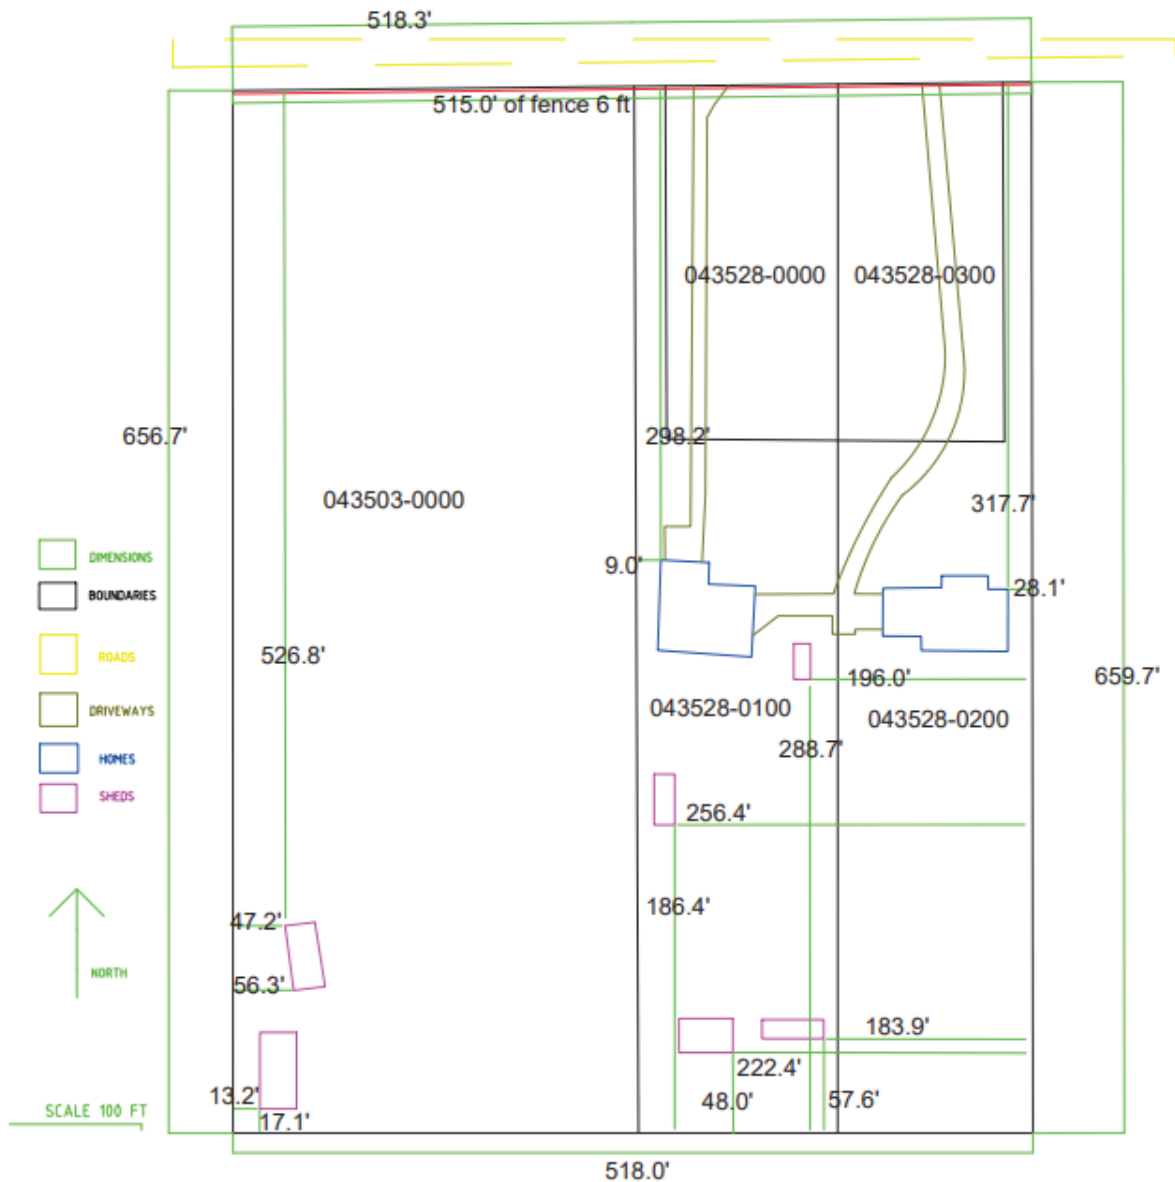 518.3'
515.0' of fence 6 ft
043528-0000
043528-0300
656.7'
298.2'
043503-0000
317.7'
DIMENSIONS
9.0'
28.1'
BOUNDARIES
526.8'
ROADS
196.0'
659.7'
DRIVEWAYS
043528-0100
043528-0200
288.7'
HOMES
SHEDS
256.4'
186.4'
47.2'
NORTH
56.3'
183.9'
222.4'
13.2'
48.0'
57.6'
SCALE 100 FT
17.1'
518.0'